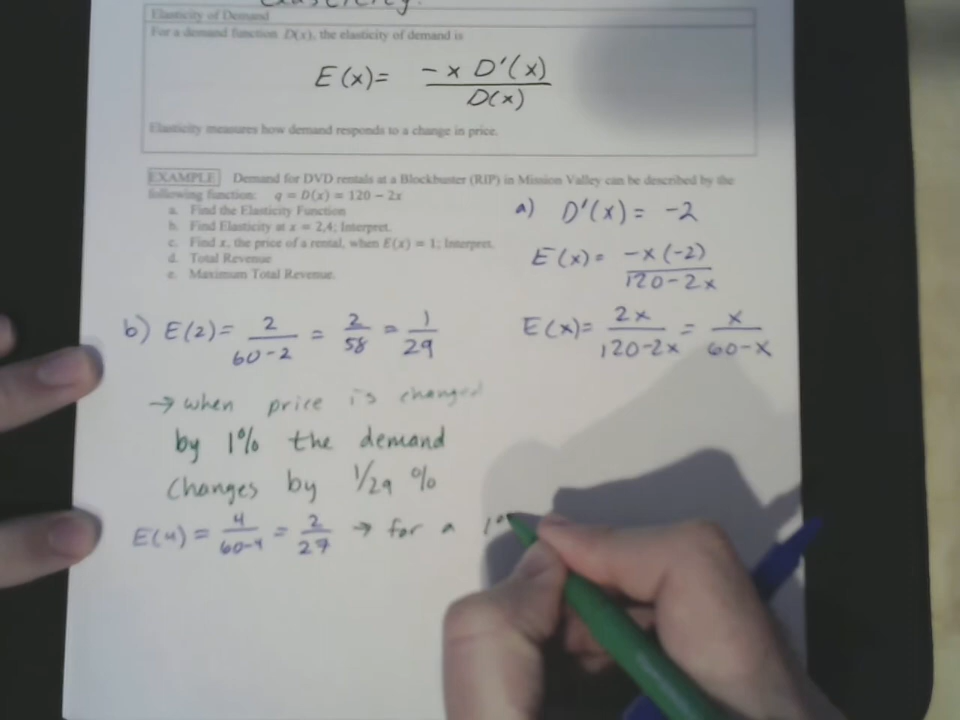 Elasticity.
Elasticity of Demand
For a demand function D(x), the elasticity of demand is
E(x)= -x D'(x) / D(x)
Elasticity measures how demand responds to a change in price.
EXAMPLE Demand for DVD rentals at a Blockbuster (RIP) in Mission Valley can be described by the
following function: q = D(x) = 120 – 2x
a. Find the Elasticity Function
b. Find Elasticity at x = 2,4; Interpret.
c. Find x, the price of a rental, when E(x) = 1; Interpret.
d. Total Revenue
e. Maximum Total Revenue.
a) D'(x) = -2
E(x)= -x(-2) / 120-2x
E(x)= 2x / 120-2x = x / 60-x
b) E(2)= 2 / 60-2 = 2 / 58 = 1 / 29
→ when price is changed
by 1% the demand
changes by 1/29 %
E(4) = 4 / 60-4 = 2 / 27 → for a 1%